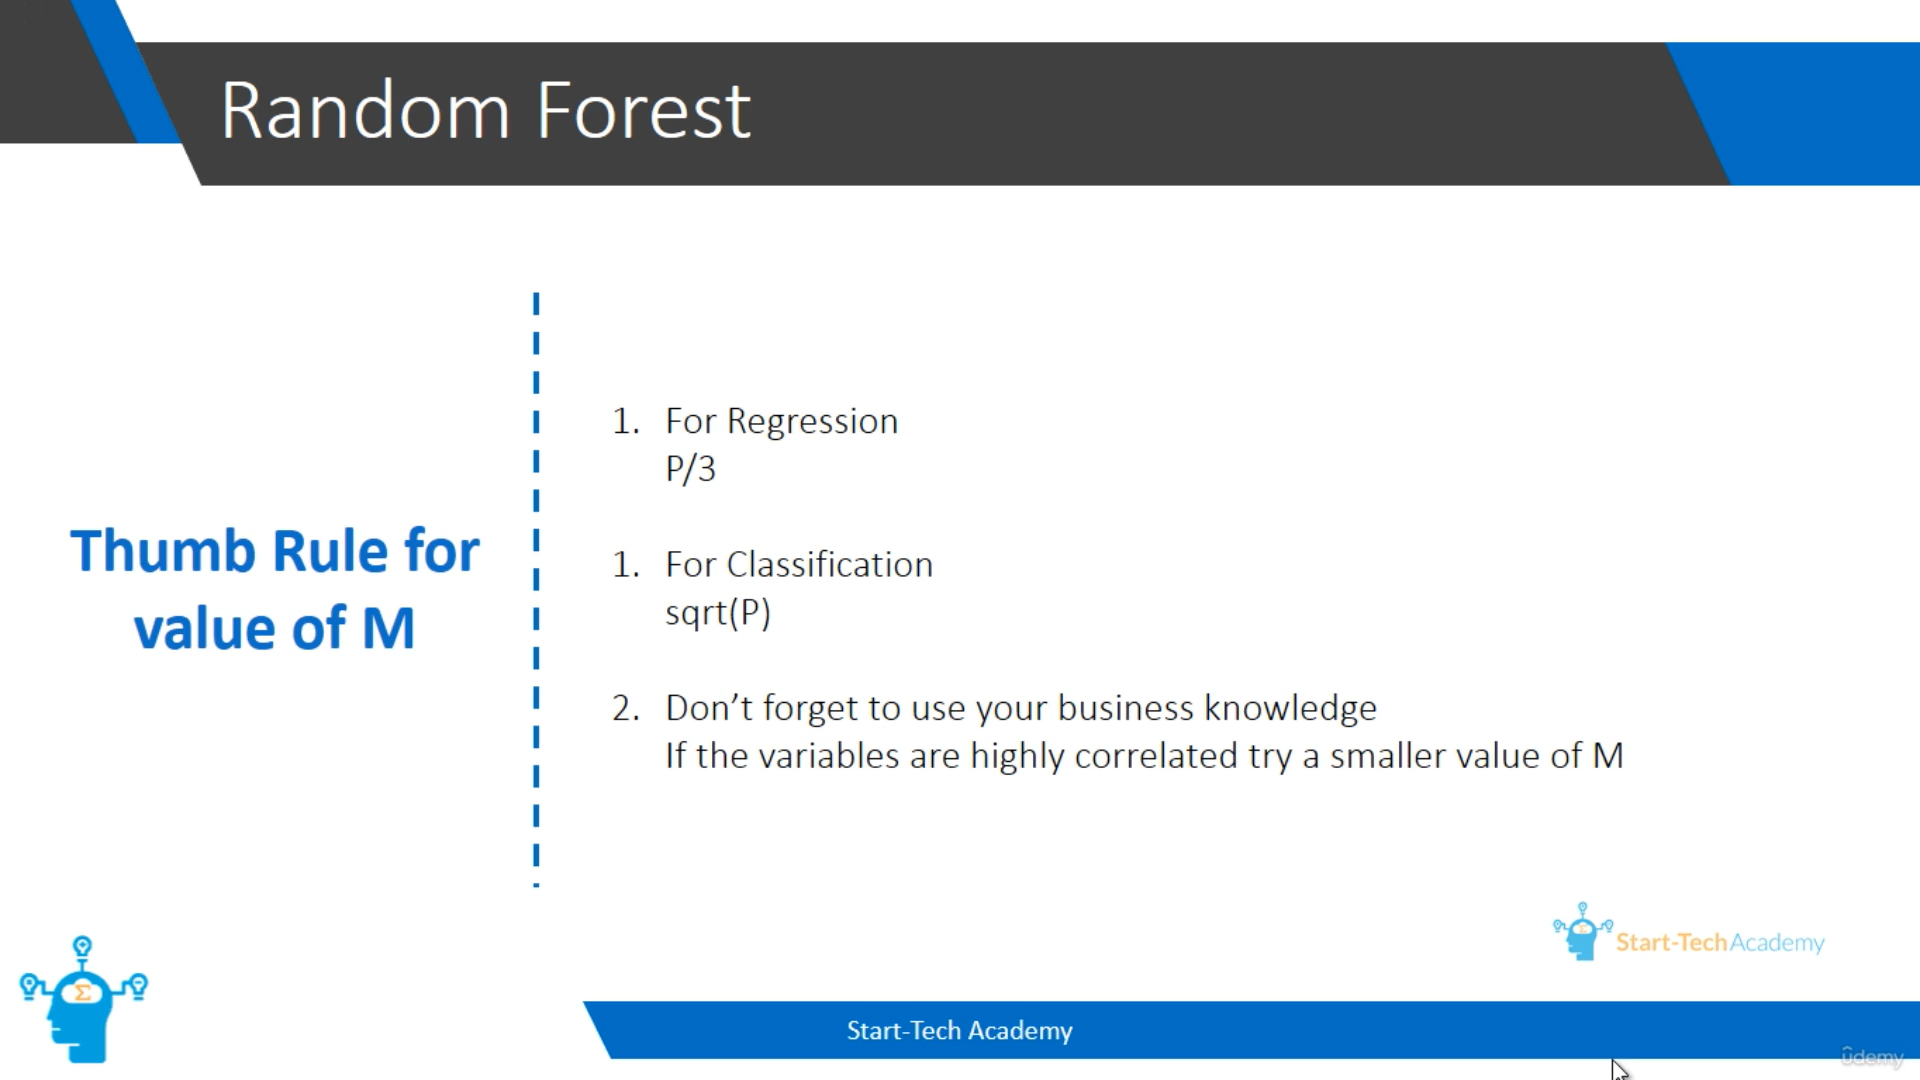 Random Forest
Thumb Rule for
value of M
1. For Regression
P/3
1. For Classification
sqrt(P)
2. Don’t forget to use your business knowledge
If the variables are highly correlated try a smaller value of M
Σ
Start-Tech Academy
Start-Tech Academy
udemy